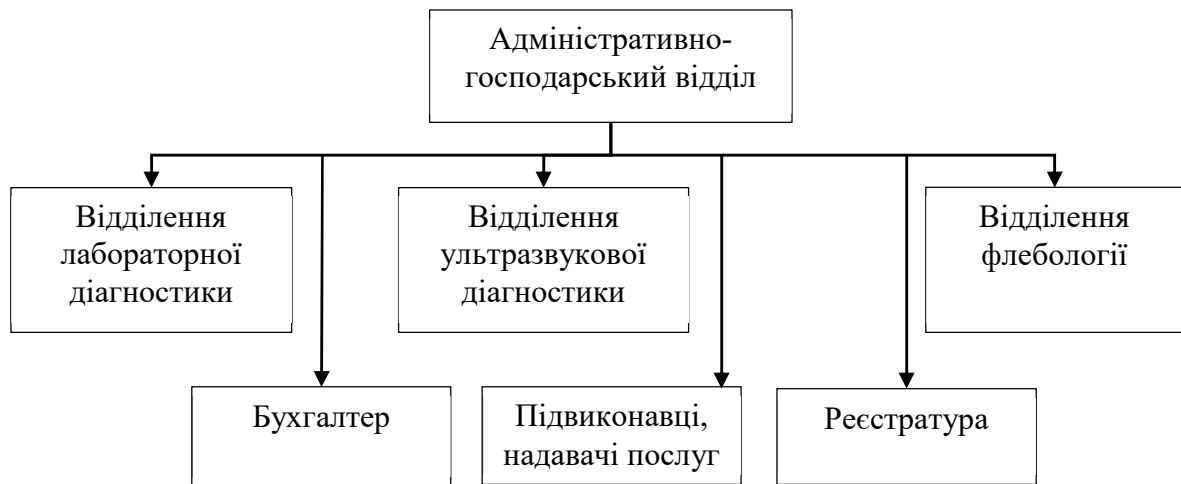 Адміністративно-
господарський відділ
Відділення
лабораторної
діагностики
Відділення
ультразвукової
діагностики
Відділення
флебології
Бухгалтер
Підвиконавці,
надавачі послуг
Реєстратура